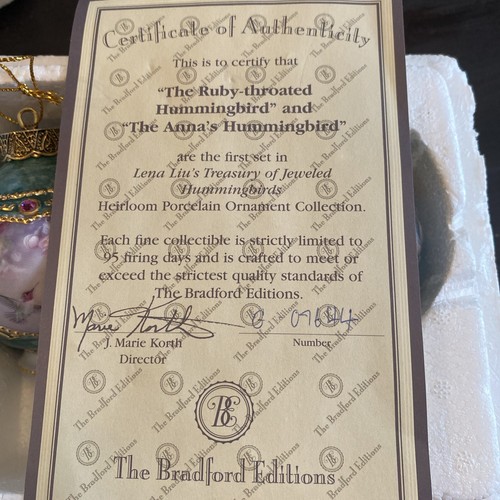 Certificate of Authenticity
This is to certify that
“The Ruby-throated
Hummingbird” and
“The Anna’s Hummingbird”
are the first set in
Lena Liu’s Treasury of Jeweled
Hummingbirds
Heirloom Porcelain Ornament Collection.
Each fine collectible is strictly limited to
95 firing days and is crafted to meet or
exceed the strictest quality standards of
The Bradford Editions.
Marie Korth
J. Marie Korth
Number
Director
BE
The Bradford Editions